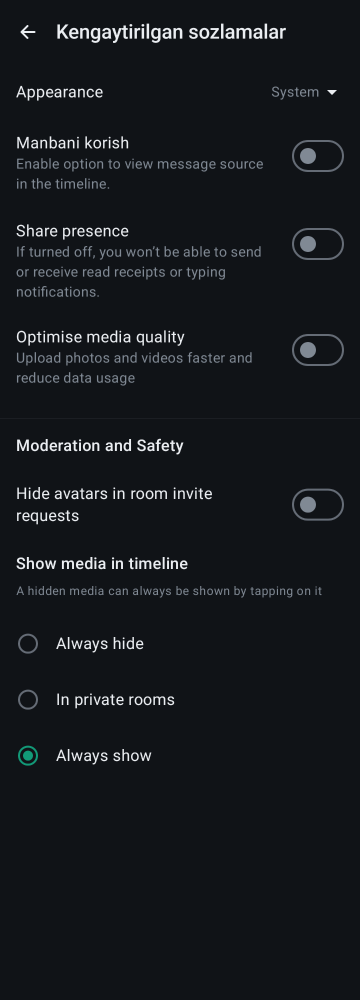 Kengaytirilgan sozlamalar
Appearance
System
Manbani korish
Enable option to view message source
in the timeline.
Share presence
If turned off, you won't be able to send
or receive read receipts or typing
notifications.
Optimise media quality
Upload photos and videos faster and
reduce data usage
Moderation and Safety
Hide avatars in room invite
requests
Show media in timeline
A hidden media can always be shown by tapping on it
Always hide
In private rooms
Always show